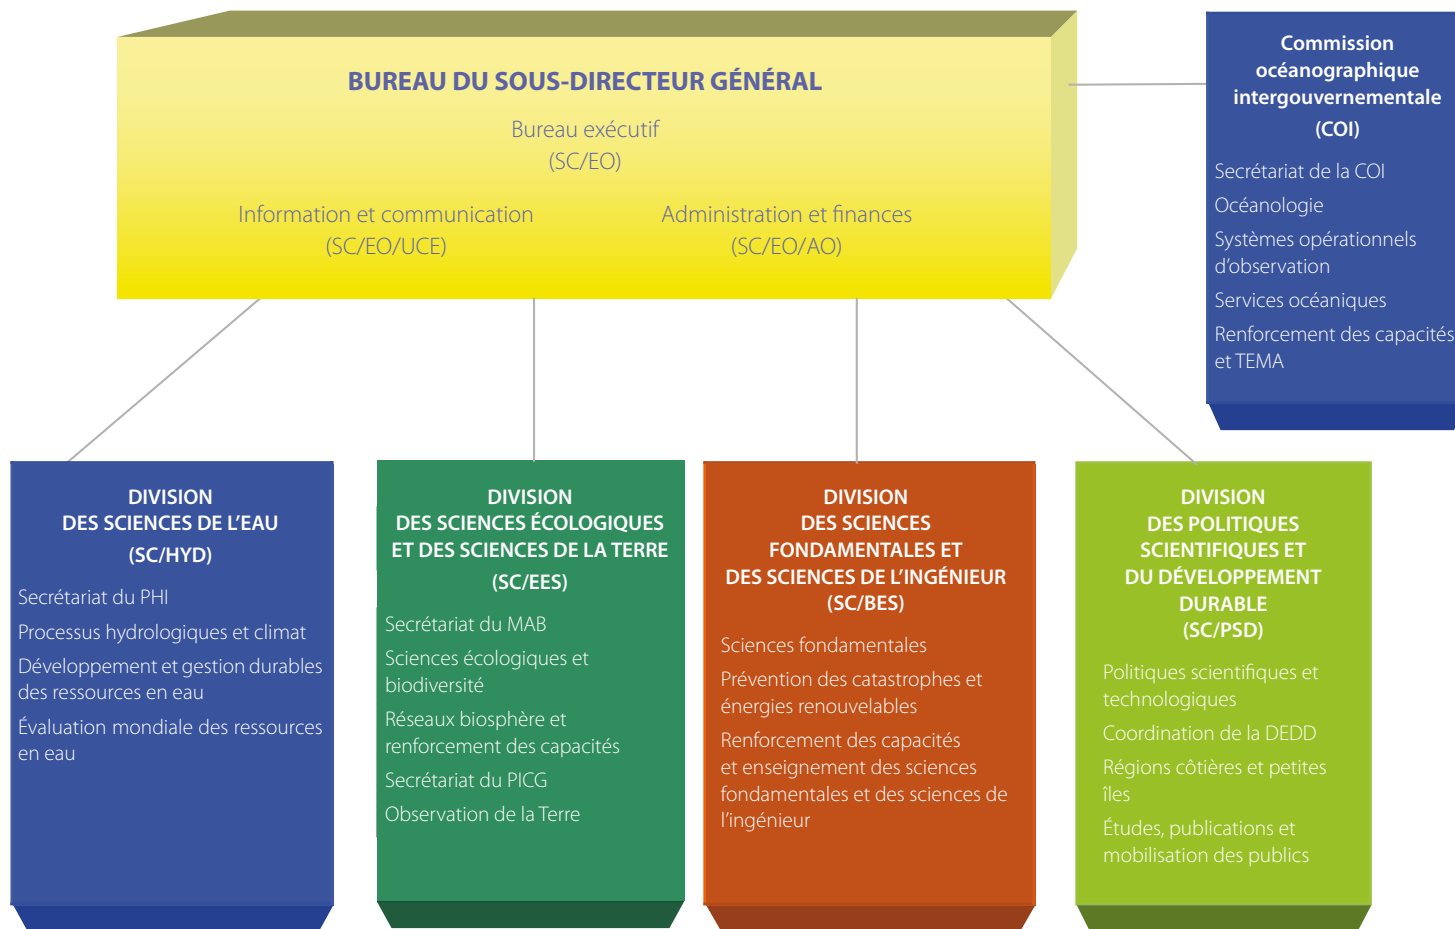 BUREAU DU SOUS-DIRECTEUR GÉNÉRAL
Bureau exécutif
(SC/EO)
Information et communication
(SC/EO/UCE)
Administration et finances
(SC/EO/AO)
Commission
océanographique
intergouvernementale
(COI)
Secrétariat de la COI
Océanologie
Systèmes opérationnels
d’observation
Services océaniques
Renforcement des capacités
et TEMA
DIVISION
DES SCIENCES DE L’EAU
(SC/HYD)
Secrétariat du PHI
Processus hydrologiques et climat
Développement et gestion durables
des ressources en eau
Évaluation mondiale des ressources
en eau
DIVISION
DES SCIENCES ÉCOLOGIQUES
ET DES SCIENCES DE LA TERRE
(SC/EES)
Secrétariat du MAB
Sciences écologiques et
biodiversité
Réseaux biosphère et
renforcement des capacités
Secrétariat du PICG
Observation de la Terre
DIVISION
DES SCIENCES
FONDAMENTALES ET
DES SCIENCES DE L’INGÉNIEUR
(SC/BES)
Sciences fondamentales
Prévention des catastrophes et
énergies renouvelables
Renforcement des capacités
et enseignement des sciences
fondamentales et des sciences de
l’ingénieur
DIVISION
DES POLITIQUES
SCIENTIFIQUES ET
DU DÉVELOPPEMENT
DURABLE
(SC/PSD)
Politiques scientifiques et
technologiques
Coordination de la DEDD
Régions côtières et petites
îles
Études, publications et
mobilisation des publics